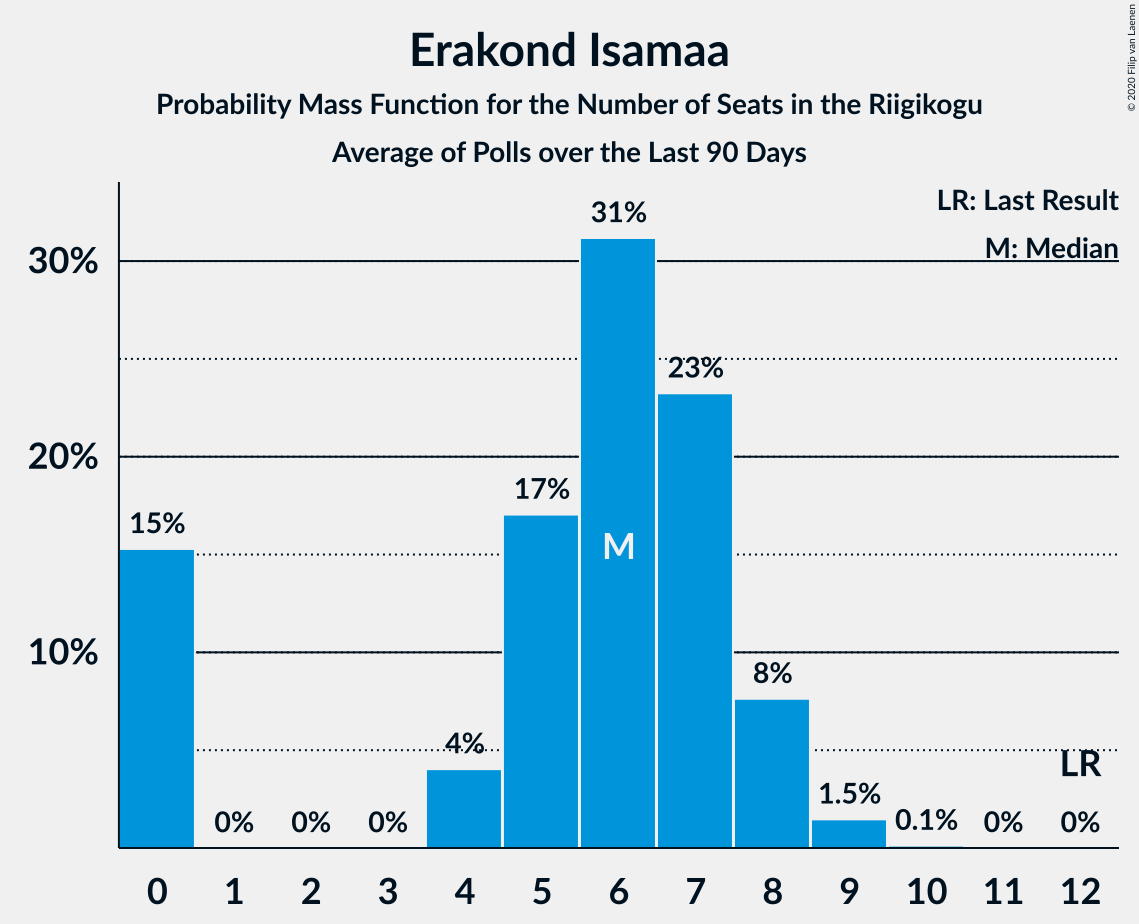 Erakond Isamaa
Probability Mass Function for the Number of Seats in the Riigikogu
Average of Polls over the Last 90 Days
© 2020 Filip van Laenen
LR: Last Result
M: Median
30%
20%
10%
15%
0%
0%
0%
4%
17%
31%
M
23%
8%
1.5%
0.1%
0%
LR
0%
0 1 2 3 4 5 6 7 8 9 10 11 12